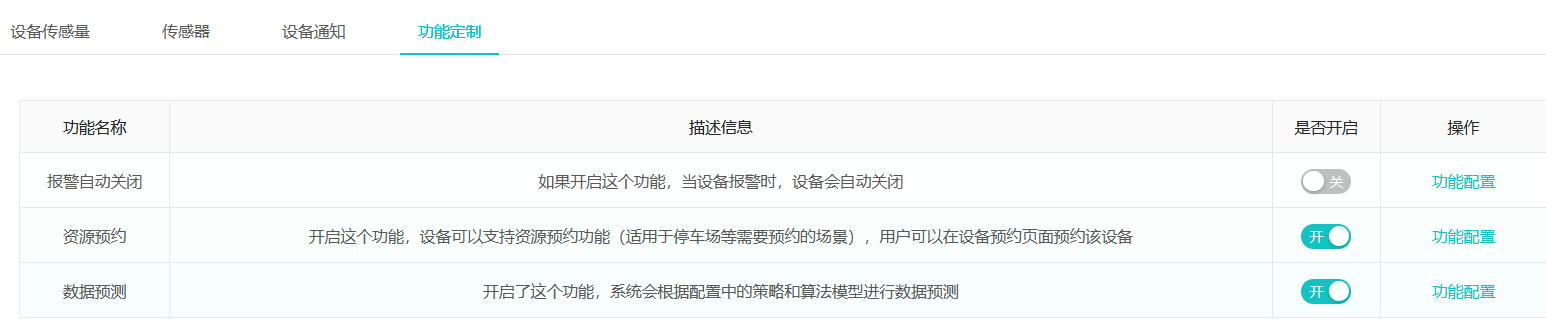 设备传感量 传感器 设备通知 功能定制
功能名称 描述信息 是否开启 操作
报警自动关闭 如果开启这个功能，当设备报警时，设备会自动关闭 关 功能配置
资源预约 开启这个功能，设备可以支持资源预约功能（适用于停车场等需要预约的场景），用户可以在设备预约页面预约该设备 开 功能配置
数据预测 开启了这个功能，系统会根据配置中的策略和算法模型进行数据预测 开 功能配置